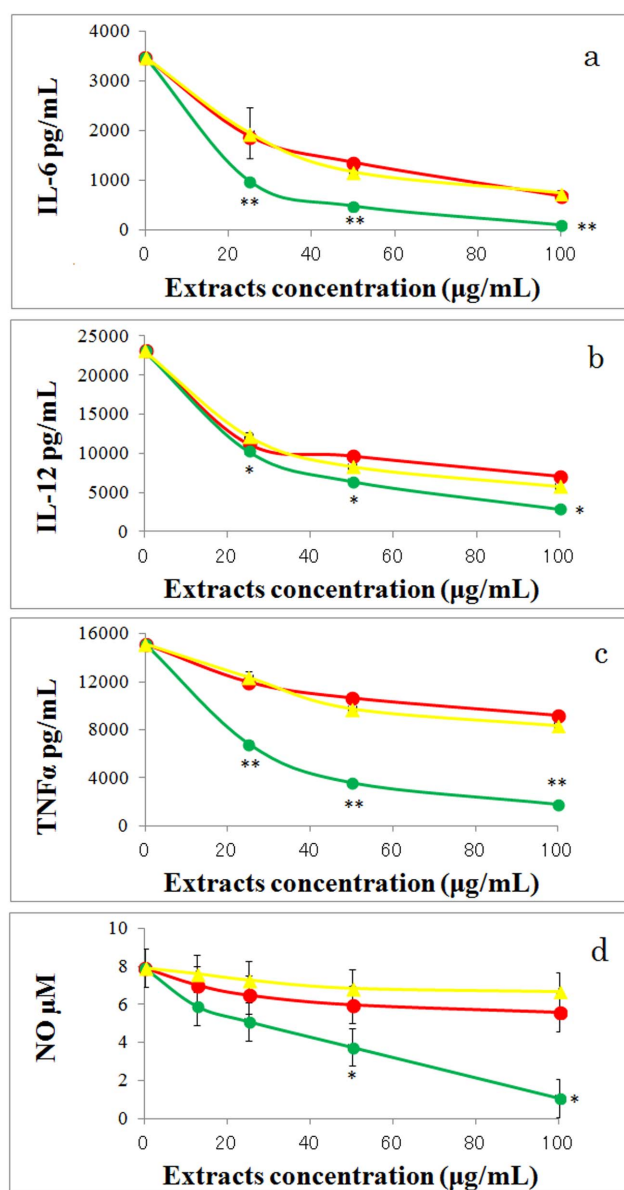 a
4000
3000
2000
1000
0
IL-6 pg/mL
** ** **
0 20 40 60 80 100
Extracts concentration (µg/mL)
b
25000
20000
15000
10000
5000
0
IL-12 pg/mL
* * *
0 20 40 60 80 100
Extracts concentration (µg/mL)
c
16000
12000
8000
4000
0
TNFα pg/mL
** ** **
0 20 40 60 80 100
Extracts concentration (µg/mL)
d
10
8
6
4
2
0
NO µM
* *
0 20 40 60 80 100
Extracts concentration (µg/mL)